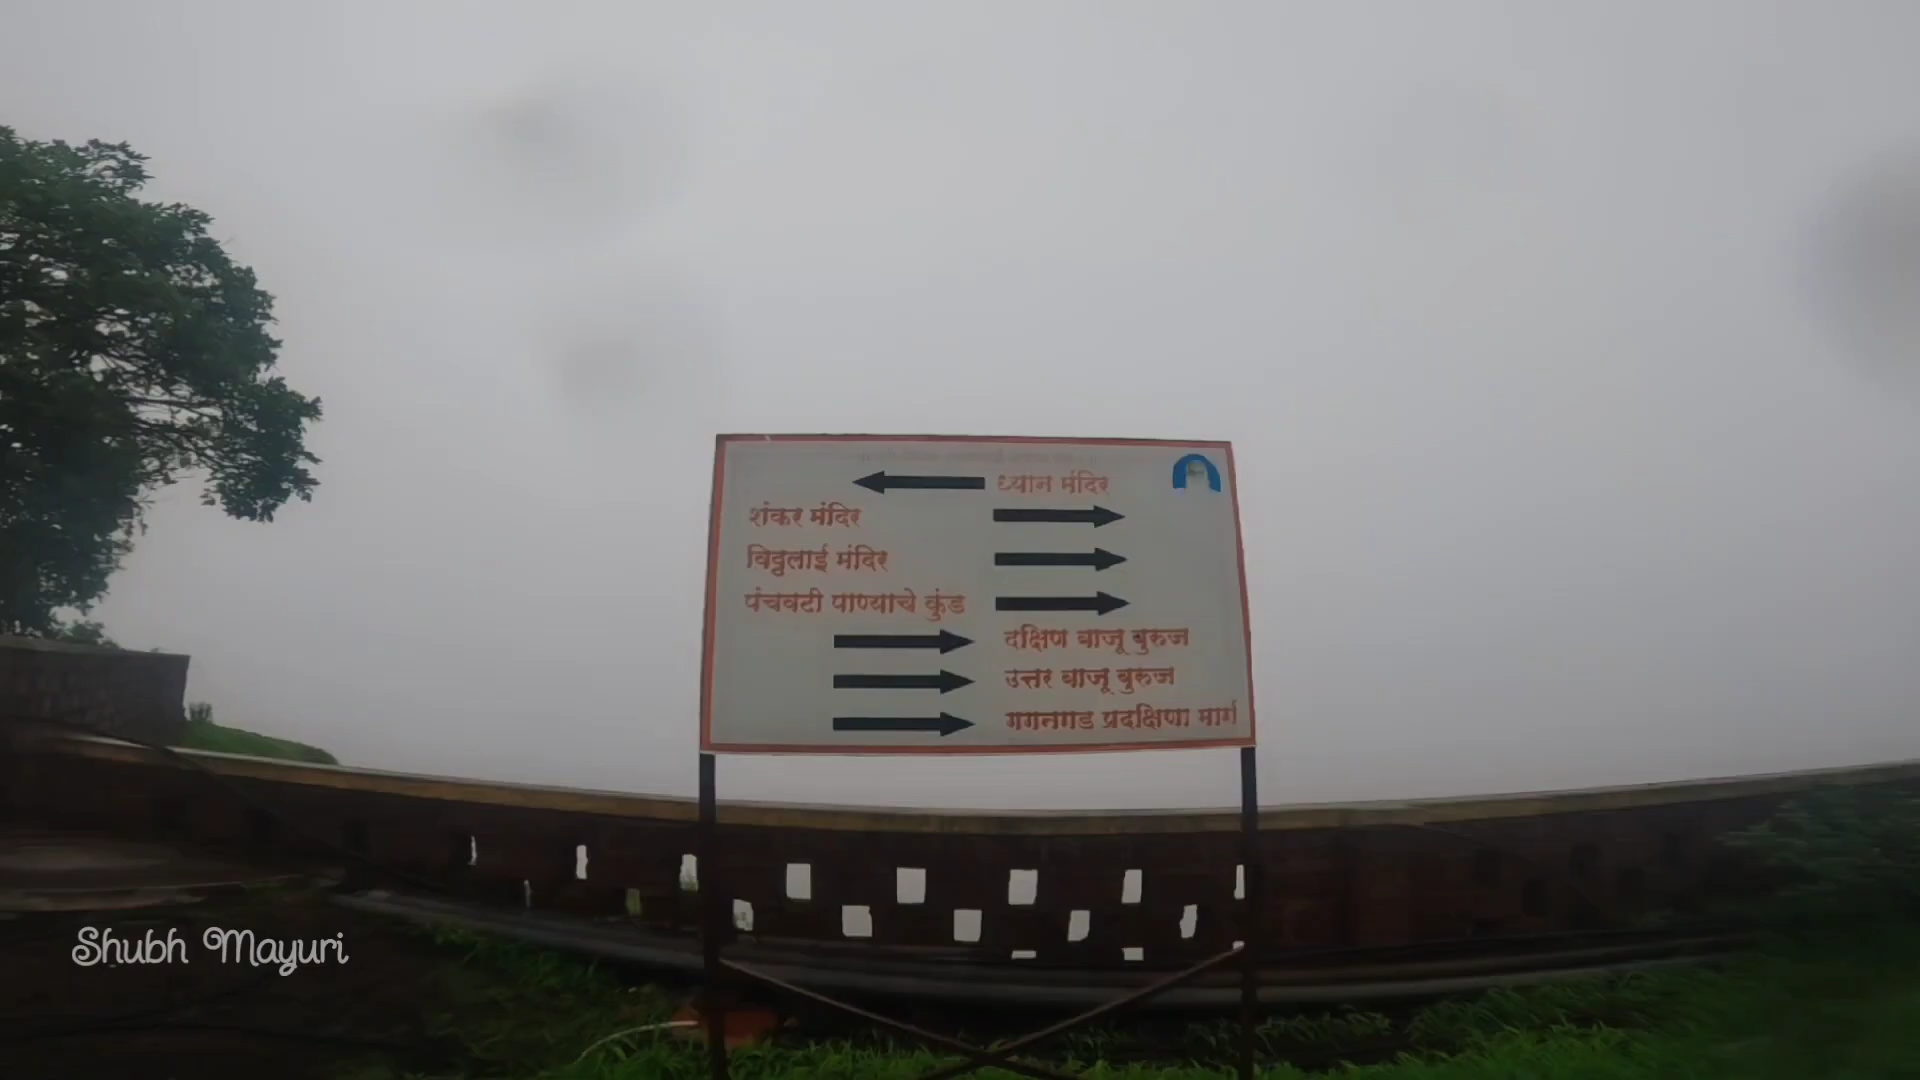 ध्यान मंदिर
शंकर मंदिर
विठ्ठलाई मंदिर
पंचवटी पाण्याचे कुंड
दक्षिण बाजू बुरुज
उत्तर बाजू बुरुज
गगनगड प्रदक्षिणा मार्ग
Shubh Mayuri